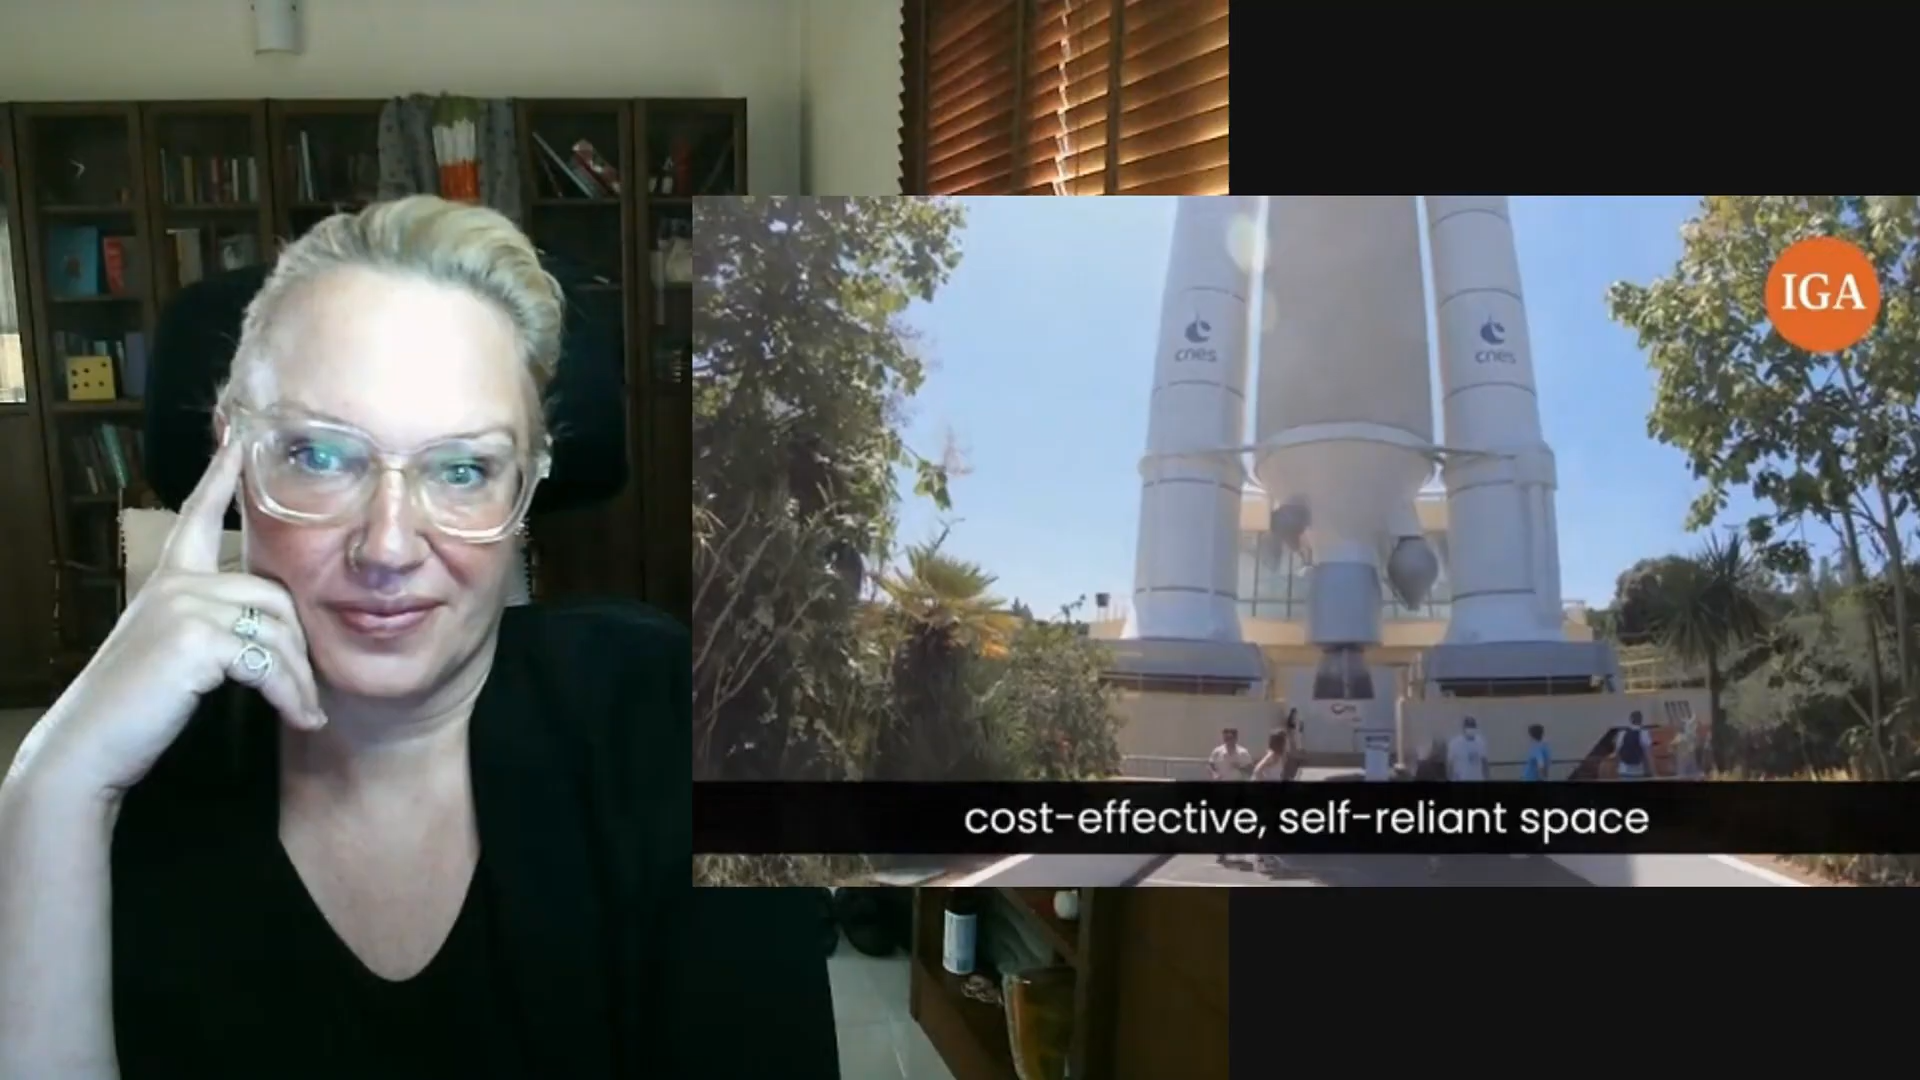 IGA
cnes
cnes
cost-effective, self-reliant space